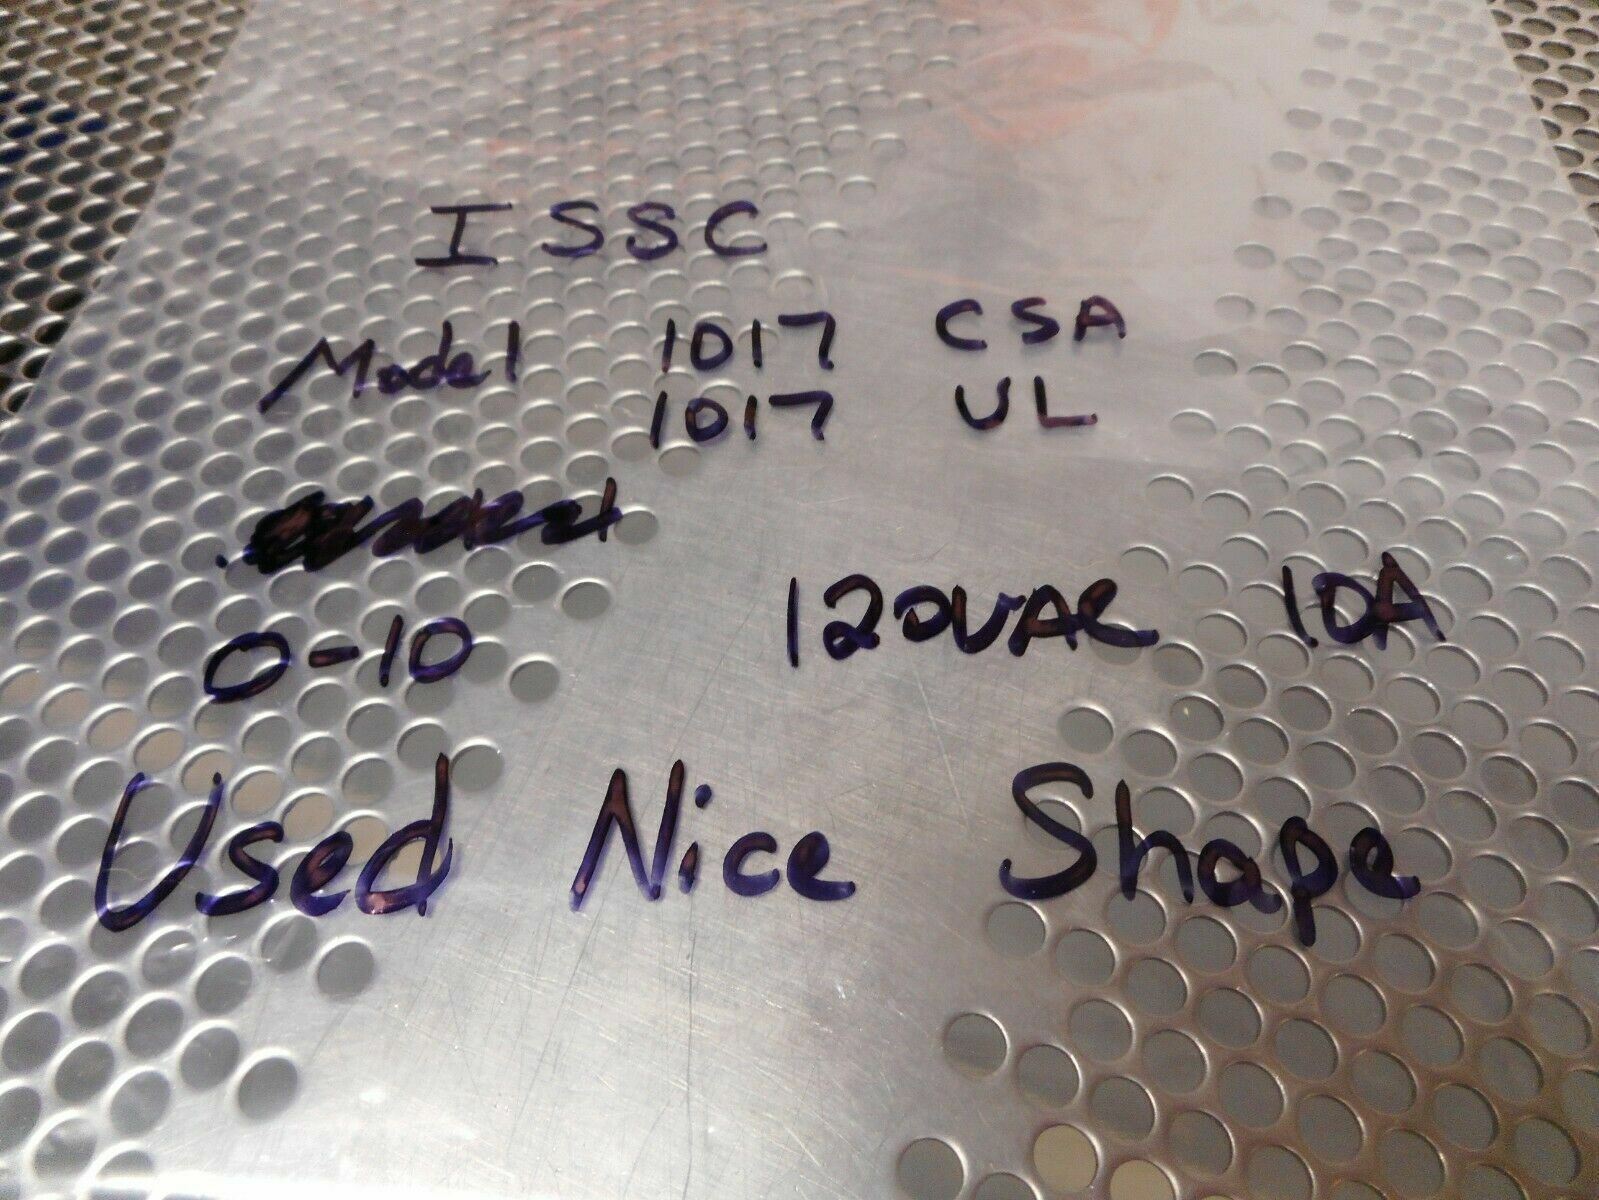 ISSC
Model 1017 CSA
1017 UL
0-10 120VAC 10A
Used Nice Shape